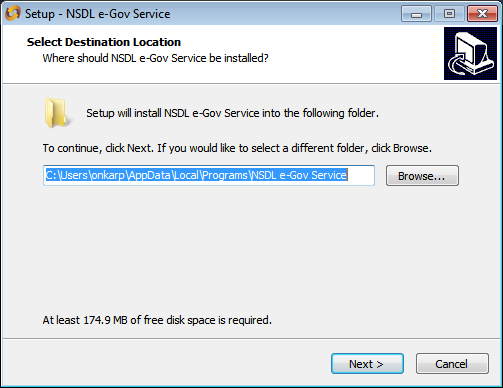 Setup - NSDL e-Gov Service
Select Destination Location
Where should NSDL e-Gov Service be installed?
Setup will install NSDL e-Gov Service into the following folder.
To continue, click Next. If you would like to select a different folder, click Browse.
C:\Users\onkarp\AppData\Local\Programs\NSDL e-Gov Service
Browse...
At least 174.9 MB of free disk space is required.
Next >
Cancel